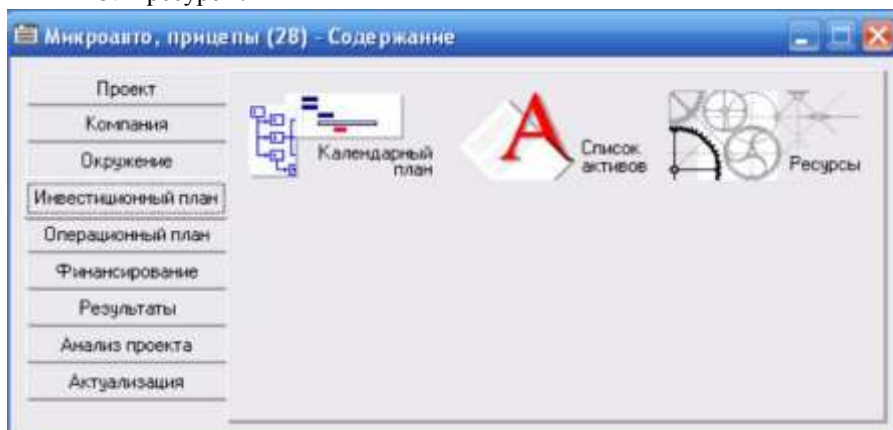 Микроавто, прицепы (28) - Содержание
Проект
Компания
Окружение
Инвестиционный план
Операционный план
Финансирование
Результаты
Анализ проекта
Актуализация
Календарный
план
Список
активов
Ресурсы